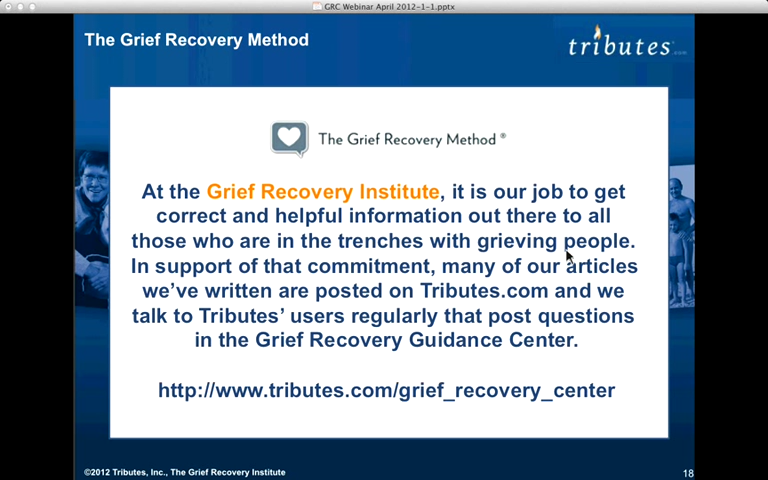 GRC Webinar April 2012-1-1.pptx
The Grief Recovery Method
tributes.com
The Grief Recovery Method ®
At the Grief Recovery Institute, it is our job to get
correct and helpful information out there to all
those who are in the trenches with grieving people.
In support of that commitment, many of our articles
we've written are posted on Tributes.com and we
talk to Tributes' users regularly that post questions
in the Grief Recovery Guidance Center.
http://www.tributes.com/grief_recovery_center
©2012 Tributes, Inc., The Grief Recovery Institute
18